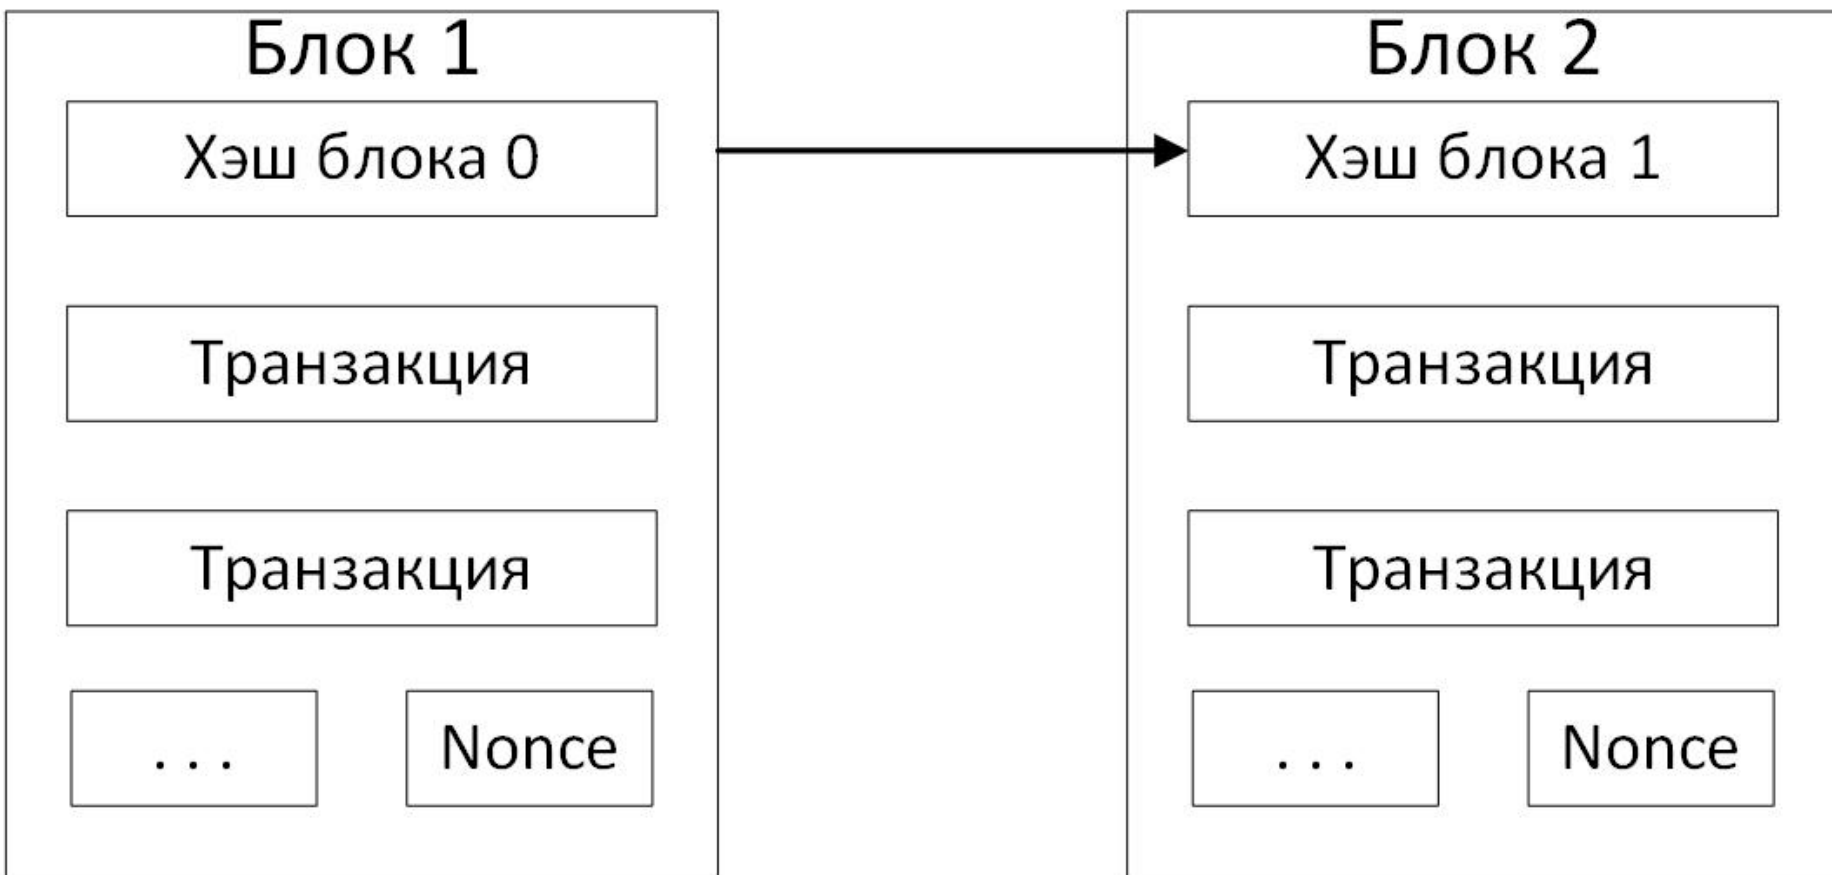 Блок 1
Хэш блока 0
Транзакция
Транзакция
. . .
Nonce
Блок 2
Хэш блока 1
Транзакция
Транзакция
. . .
Nonce